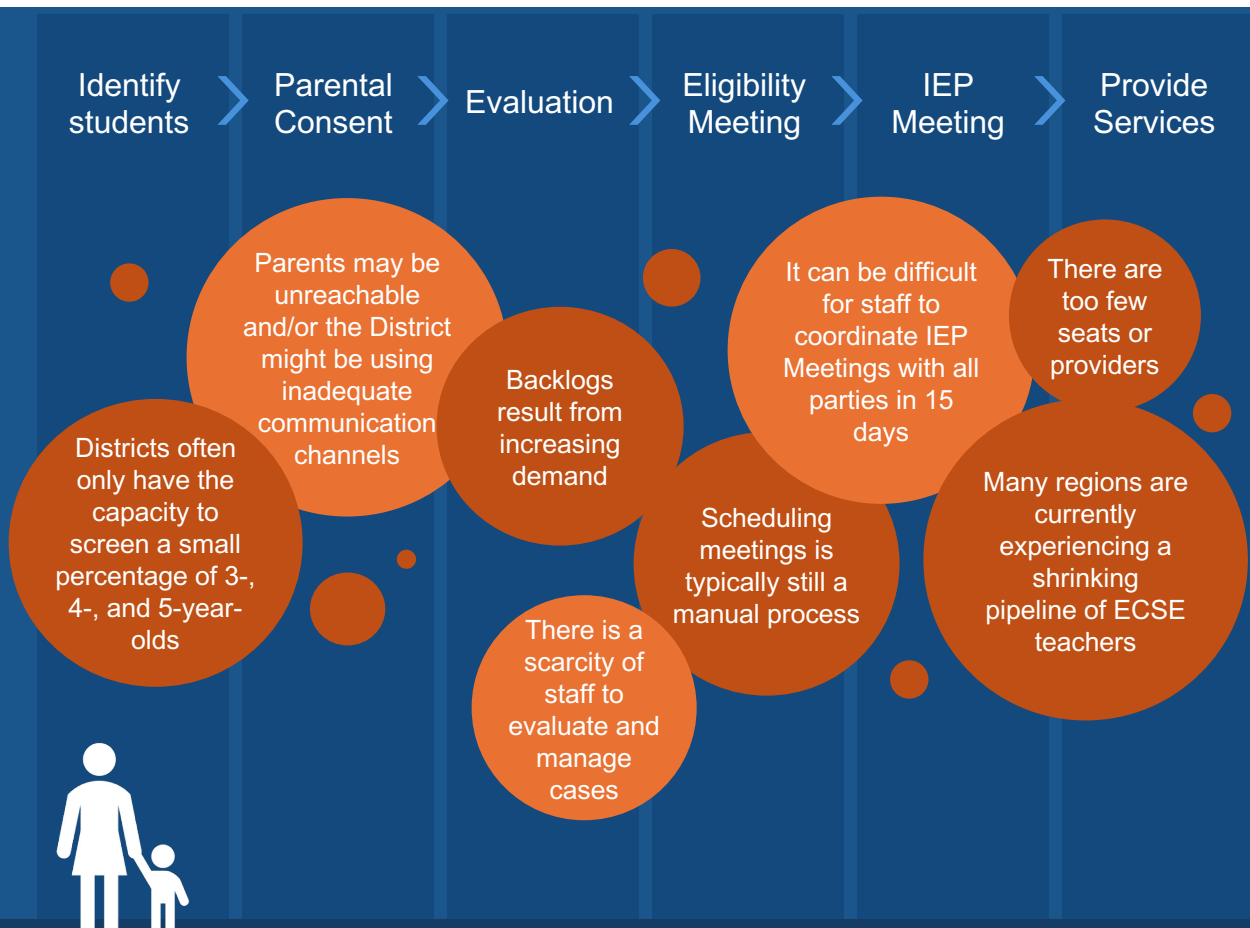 Identify
students
Parental
Consent
Evaluation
Eligibility
Meeting
IEP
Meeting
Provide
Services
Districts often
only have the
capacity to
screen a small
percentage of 3-,
4-, and 5-year-
olds
Parents may be
unreachable
and/or the District
might be using
inadequate
communication
channels
Backlogs
result from
increasing
demand
There is a
scarcity of
staff to
evaluate and
manage
cases
Scheduling
meetings is
typically still a
manual process
It can be difficult
for staff to
coordinate IEP
Meetings with all
parties in 15
days
There are
too few
seats or
providers
Many regions are
currently
experiencing a
shrinking
pipeline of ECSE
teachers